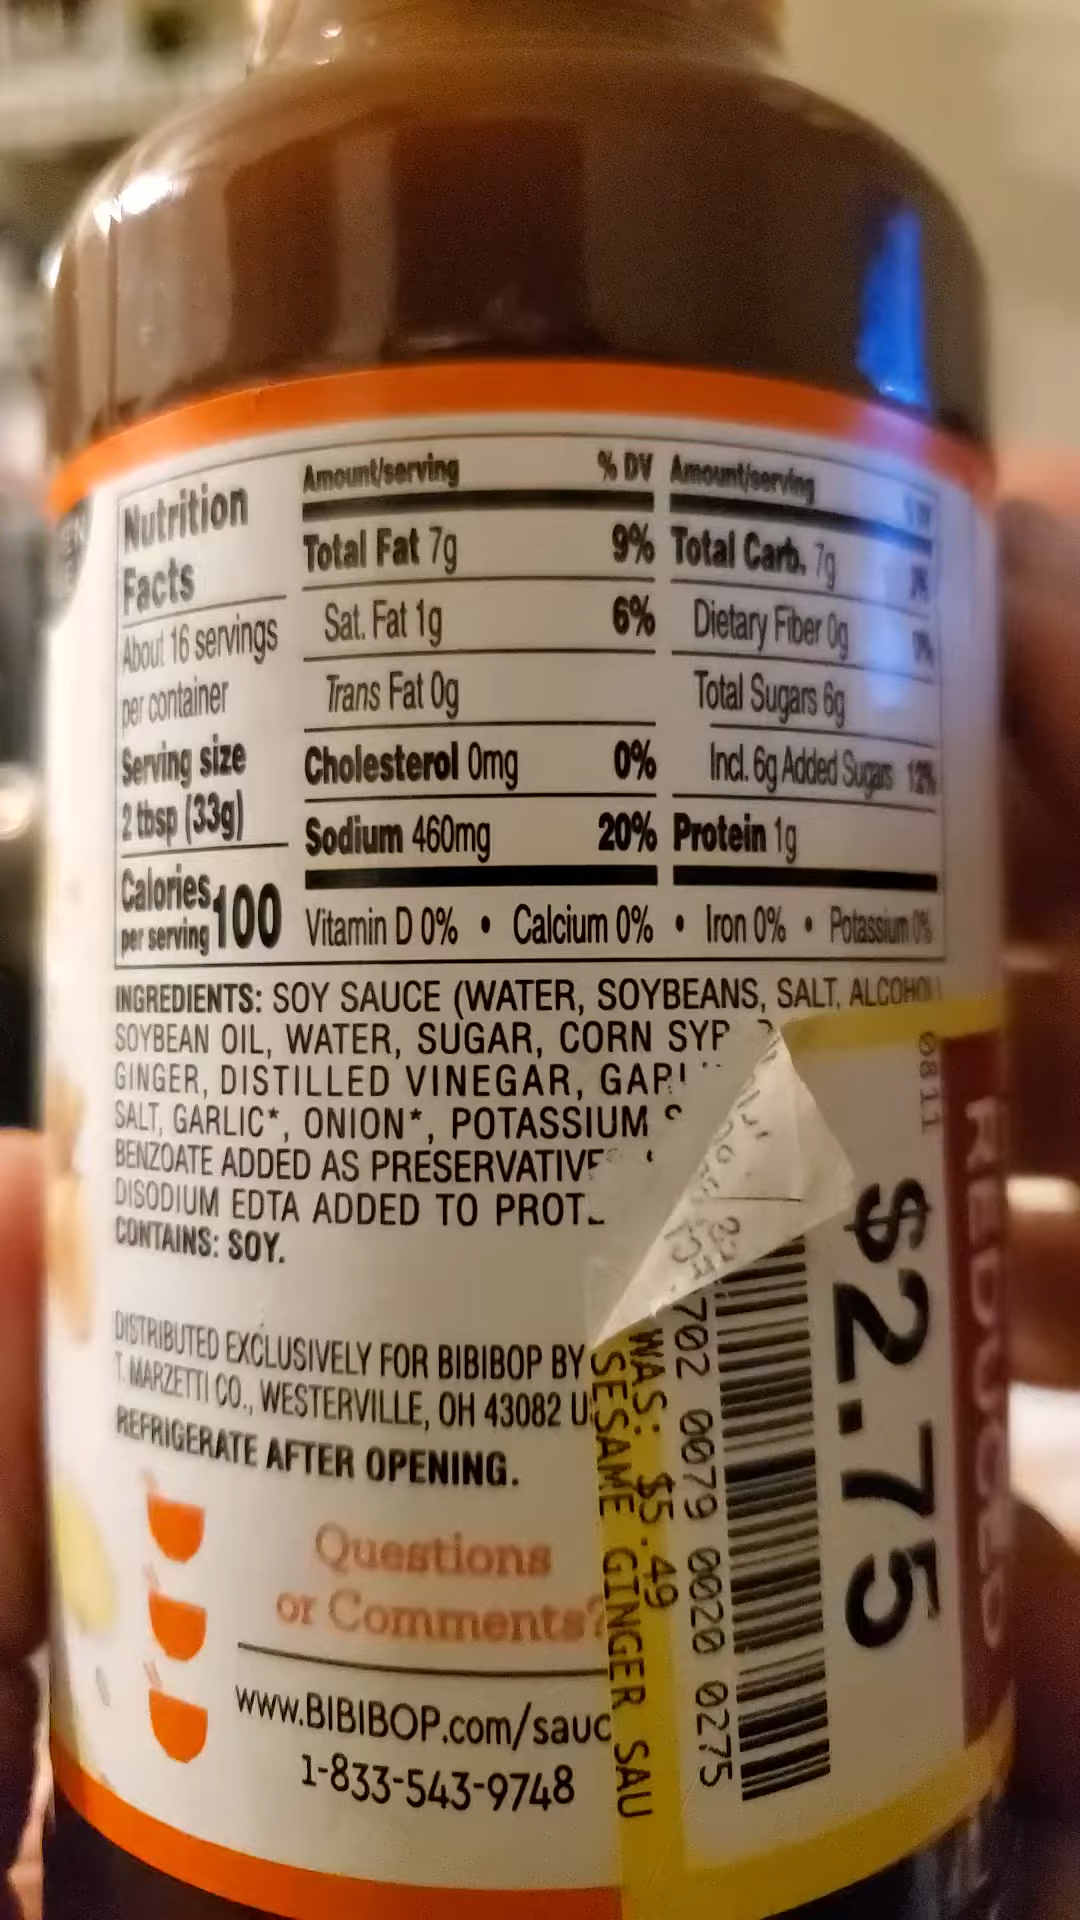 Nutrition
Facts
About 16 servings
per container
Serving size
2 tbsp (33g)
Calories 100
per serving
Amount/serving % DV
Total Fat 7g 9%
Sat. Fat 1g 6%
Trans Fat 0g
Cholesterol 0mg 0%
Sodium 460mg 20%
Amount/serving
Total Carb. 7g
Dietary Fiber 0g
Total Sugars 6g
Incl. 6g Added Sugars 12%
Protein 1g
Vitamin D 0% • Calcium 0% • Iron 0% • Potassium 0%
INGREDIENTS: SOY SAUCE (WATER, SOYBEANS, SALT, ALCOHOL
SOYBEAN OIL, WATER, SUGAR, CORN
GINGER, DISTILLED VINEGAR,
SALT, GARLIC*, ONION*, POTASSIUM
BENZOATE ADDED AS
DISODIUM EDTA ADDED TO
CONTAINS: SOY.
DISTRIBUTED EXCLUSIVELY FOR BIBIBOP BY
T. MARZETTI CO., WESTERVILLE, OH 43082
REFRIGERATE AFTER OPENING.
Questions
or Comments?
www.BIBIBOP.com/sauc
1-833-543-9748
REDUCED
0811
$2.75
702 0079 0020 0275
WAS: $5.49
SESAME GINGER SAU